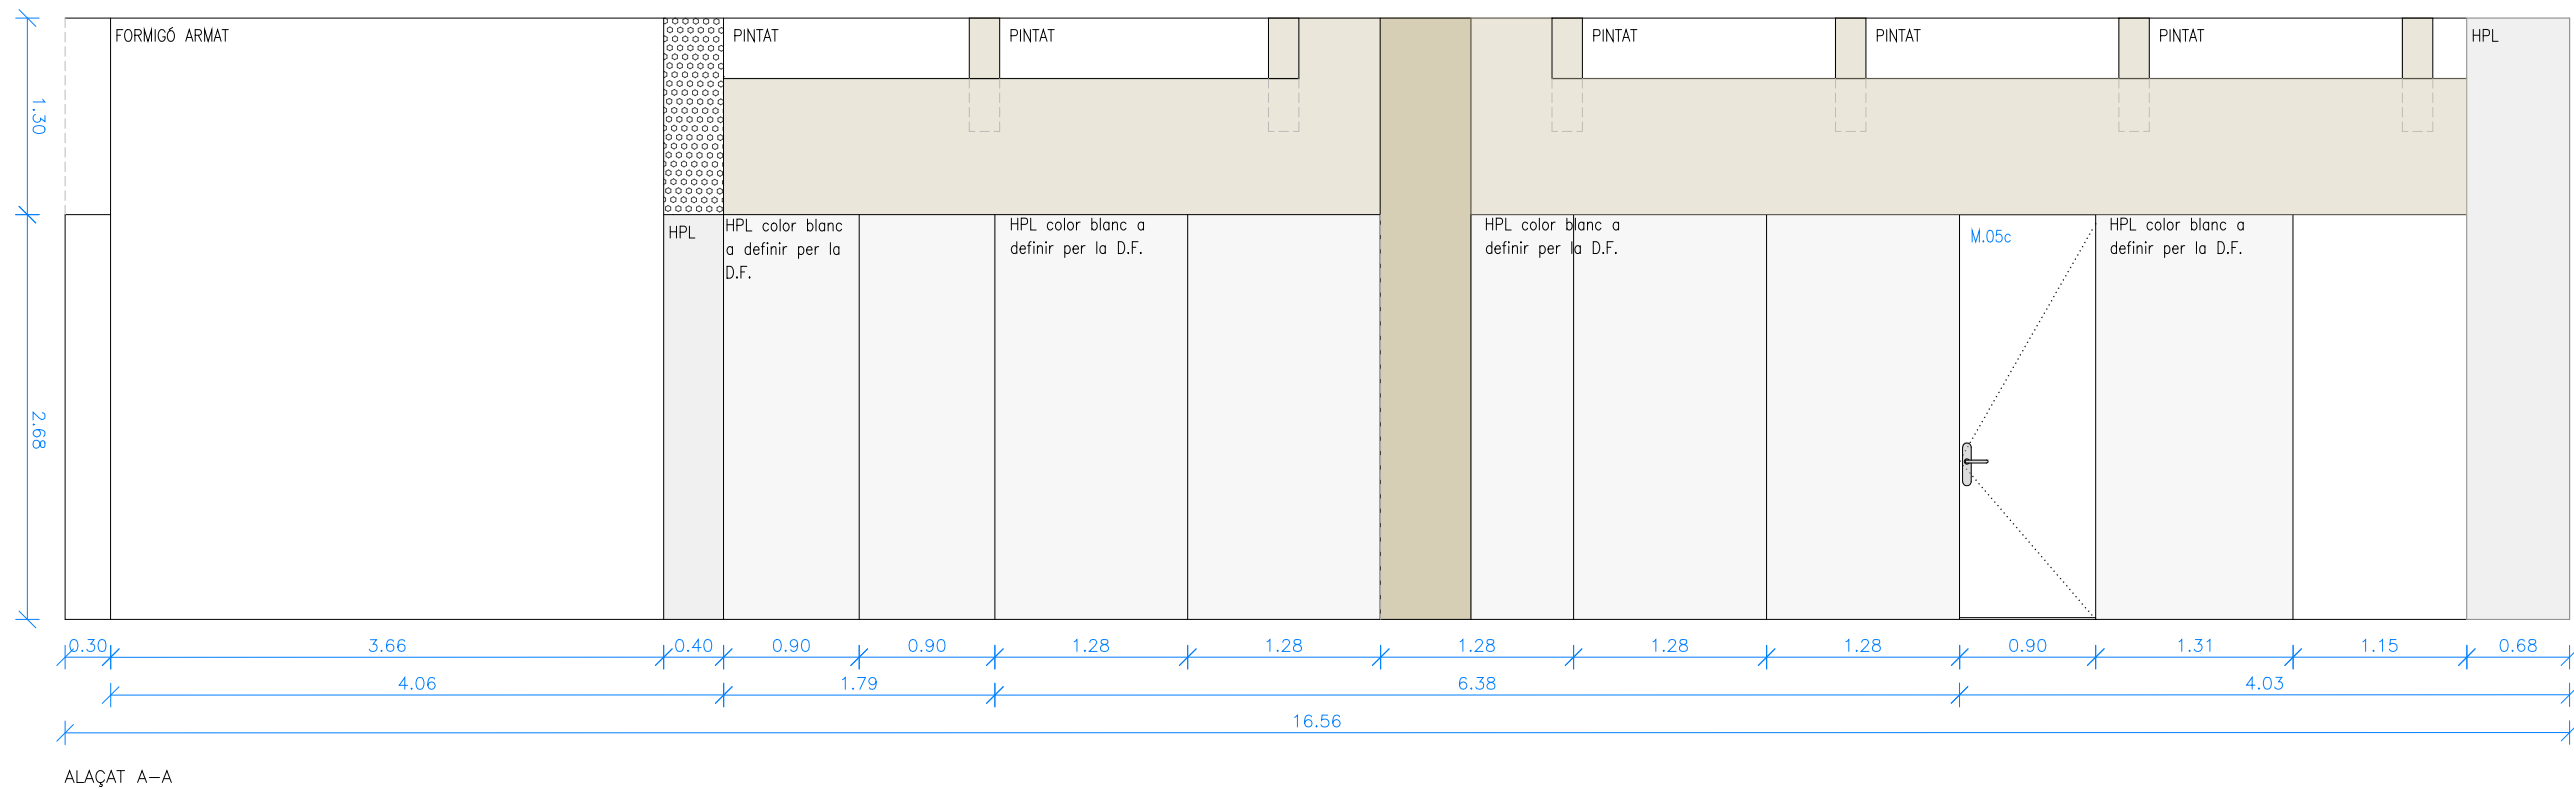 FORMIGÓ ARMAT
PINTAT
PINTAT
PINTAT
PINTAT
PINTAT
HPL
1.30
HPL
HPL color blanc
a definir per la
D.F.
HPL color blanc a
definir per la D.F.
HPL color blanc a
definir per la D.F.
M.05c
HPL color blanc a
definir per la D.F.
2.68
0.30 3.66 0.40 0.90 0.90 1.28 1.28 1.28 1.28 1.28 0.90 1.31 1.15 0.68
4.06 1.79 6.38 4.03
16.56
ALAÇAT A-A